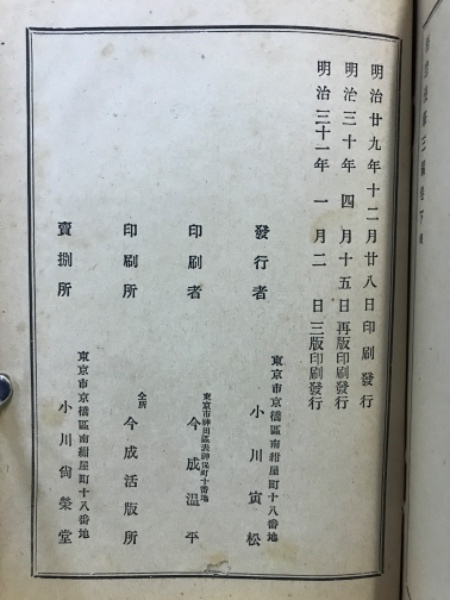 明治廿九年十二月廿八日印刷發行
明治三十年四月十五日再版印刷發行
明治三十一年一月二日三版印刷發行
發行者
東京市京橋區南紺屋町十八番地
小川寅松
印刷者
東京市神田區表神保町十番地
今成温平
印刷所
仝所
今成活版所
賣捌所
東京市京橋區南紺屋町十八番地
小川尙榮堂